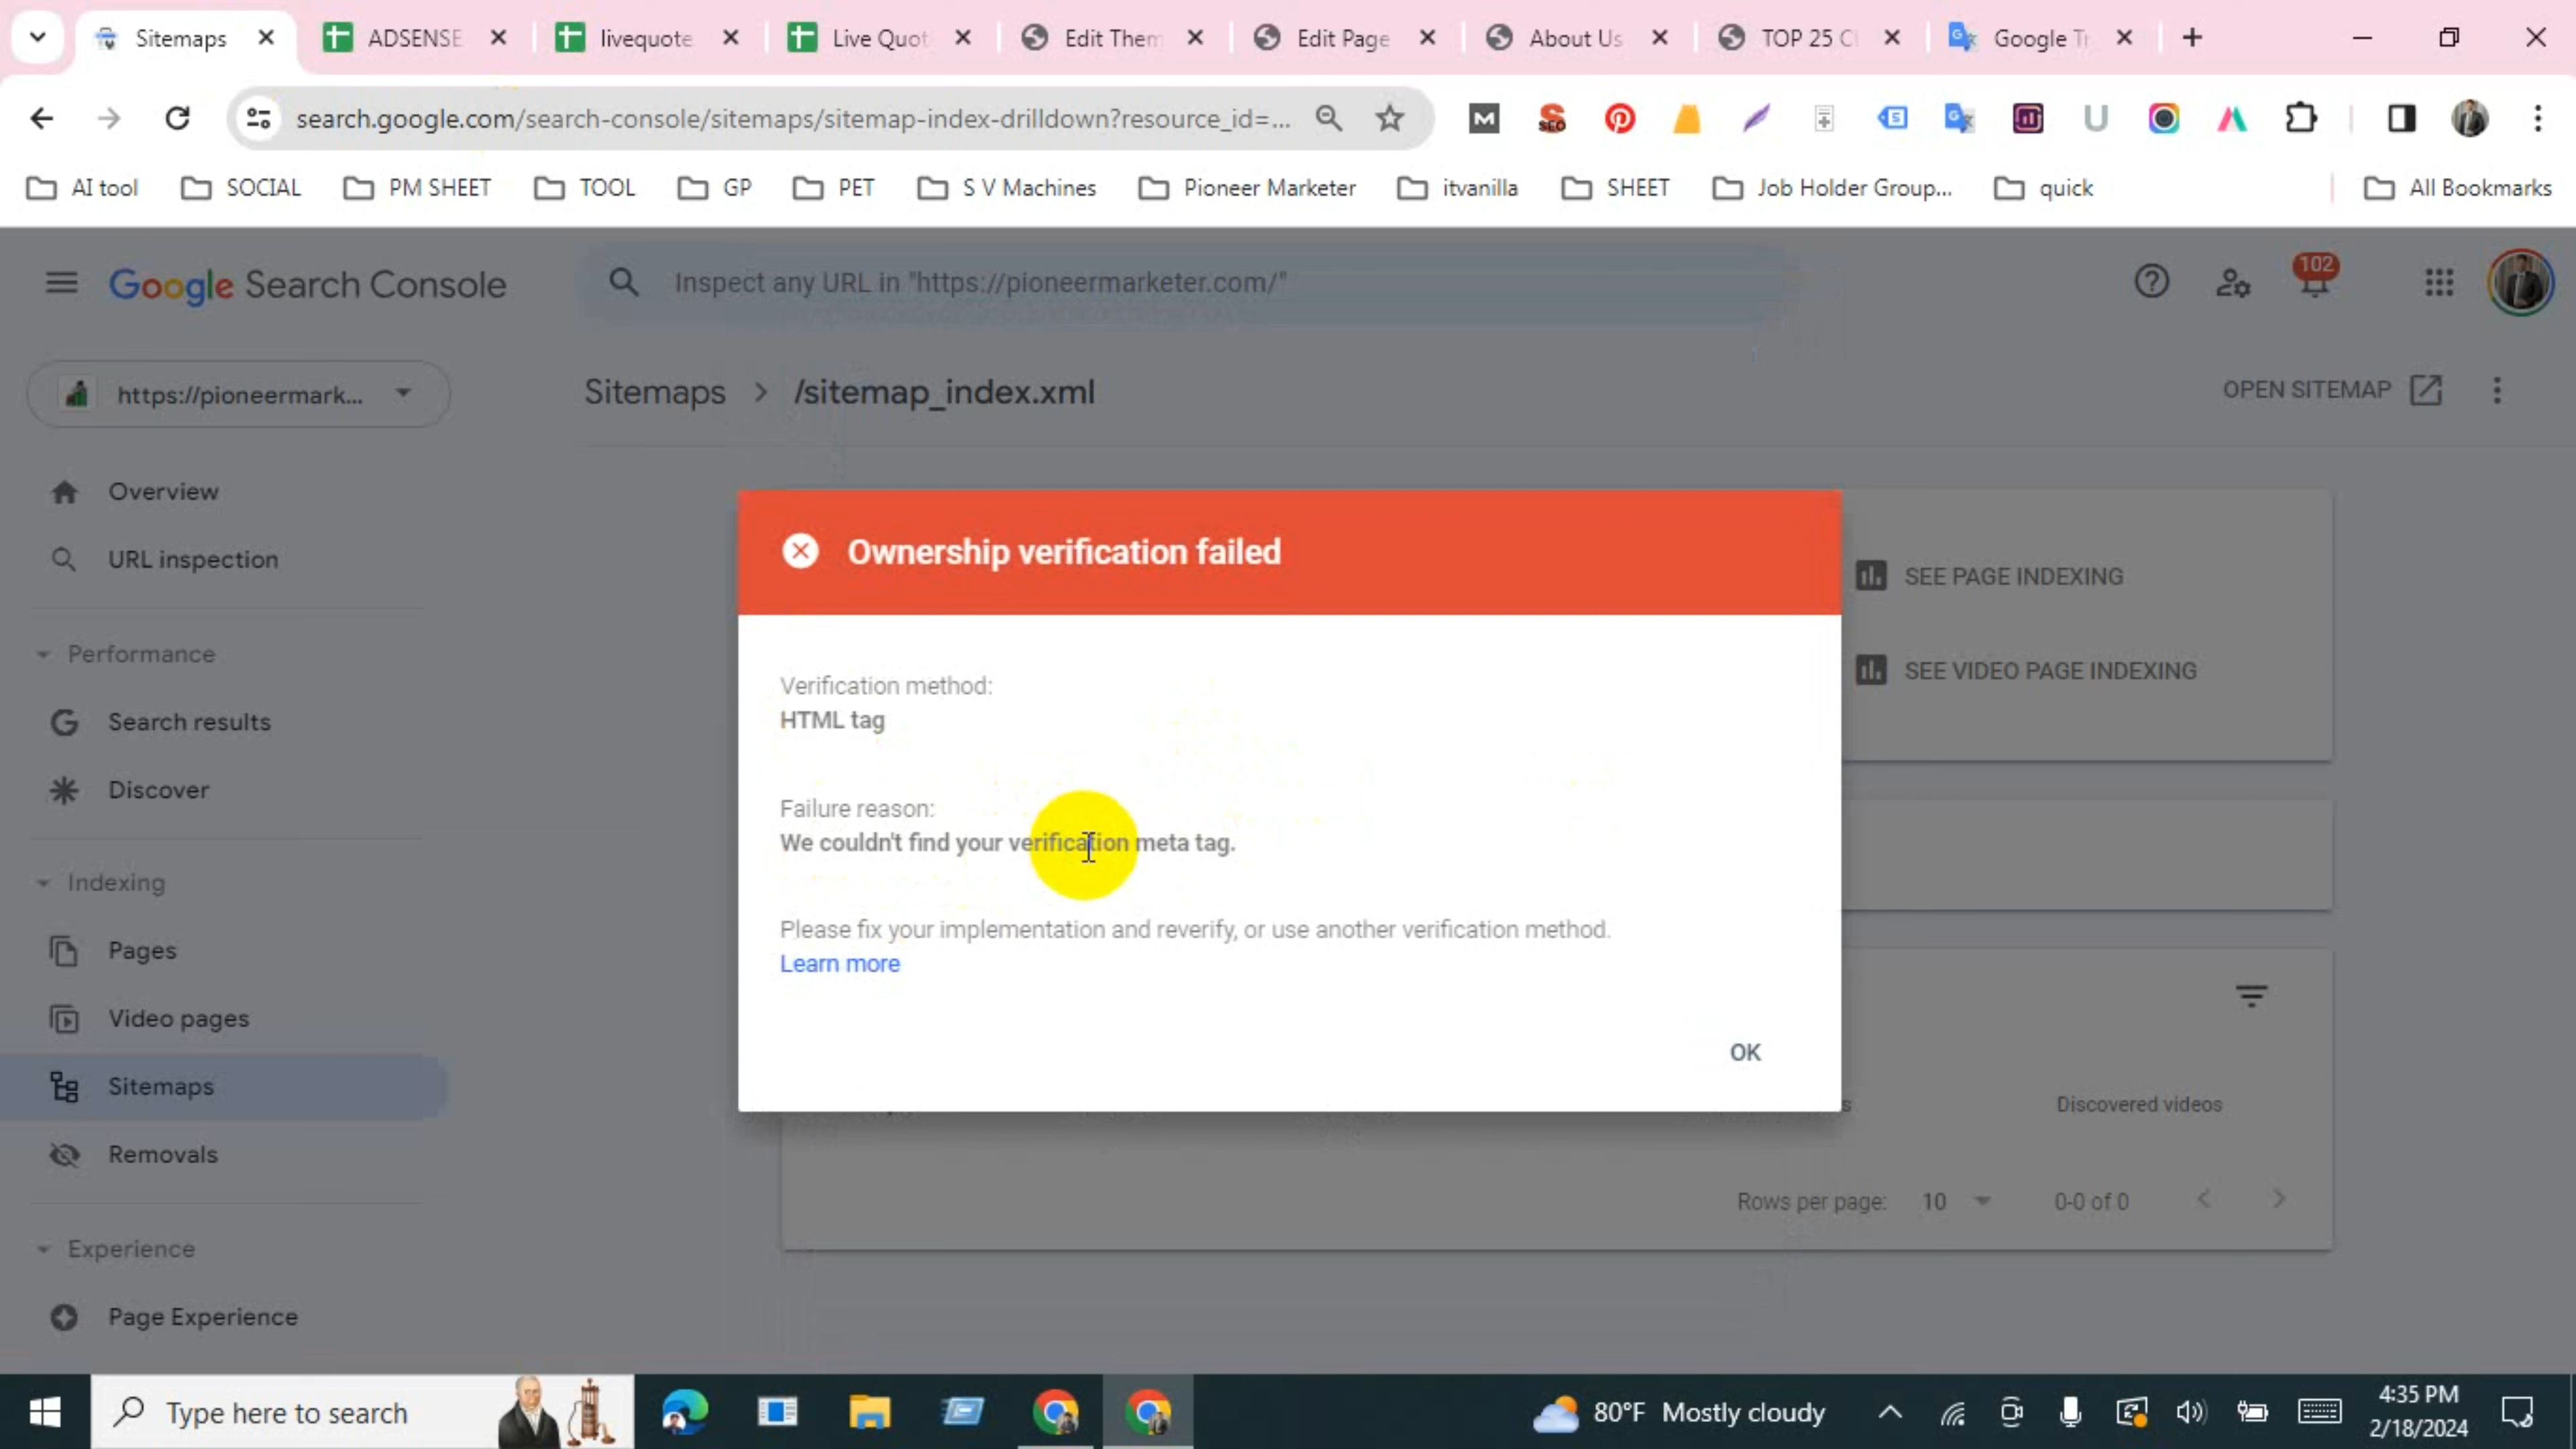 Sitemaps
ADSENSE
livequote
Live Quot
Edit Them
Edit Page
About Us
TOP 25 Cl
Google Tr
search.google.com/search-console/sitemaps/sitemap-index-drilldown?resource_id=...
AI tool
SOCIAL
PM SHEET
TOOL
GP
PET
S V Machines
Pioneer Marketer
itvanilla
SHEET
Job Holder Group...
quick
All Bookmarks
Google Search Console
Inspect any URL in "https://pioneermarketer.com/"
102
https://pioneermark...
Sitemaps > /sitemap_index.xml
OPEN SITEMAP
Overview
URL inspection
Performance
Search results
Discover
Indexing
Pages
Video pages
Sitemaps
Removals
Experience
Page Experience
Ownership verification failed
Verification method:
HTML tag
Failure reason:
We couldn't find your verification meta tag.
Please fix your implementation and reverify, or use another verification method.
Learn more
OK
SEE PAGE INDEXING
SEE VIDEO PAGE INDEXING
Discovered videos
Rows per page: 10 0-0 of 0
Type here to search
80°F Mostly cloudy
4:35 PM
2/18/2024